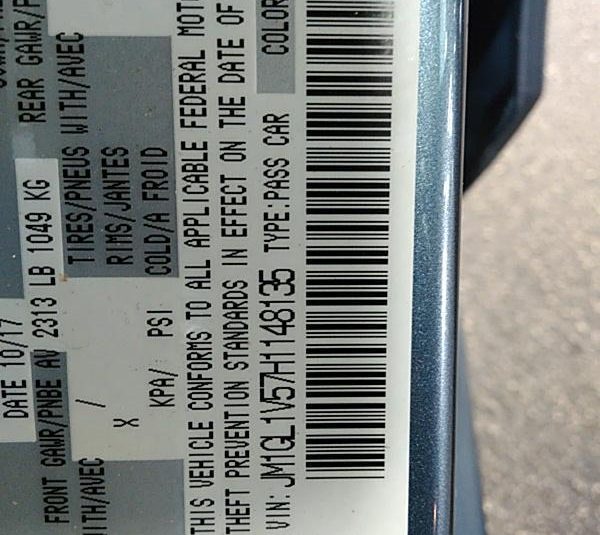 REAR GAWR/P
DATE 10/17
FRONT GAWR/PNBE AV 2313 LB 1049 KG
TIRES/PNEUS WITH/AVEC
/
RIMS/JANTES
X
COLD/A FROID
KPA/ PSI
WITH/AVEC
THIS VEHICLE CONFORMS TO ALL APPLICABLE FEDERAL MOT
THEFT PREVENTION STANDARDS IN EFFECT ON THE DATE OF
VIN: JM1GL1V57H1148135 TYPE:PASS CAR
COLOR